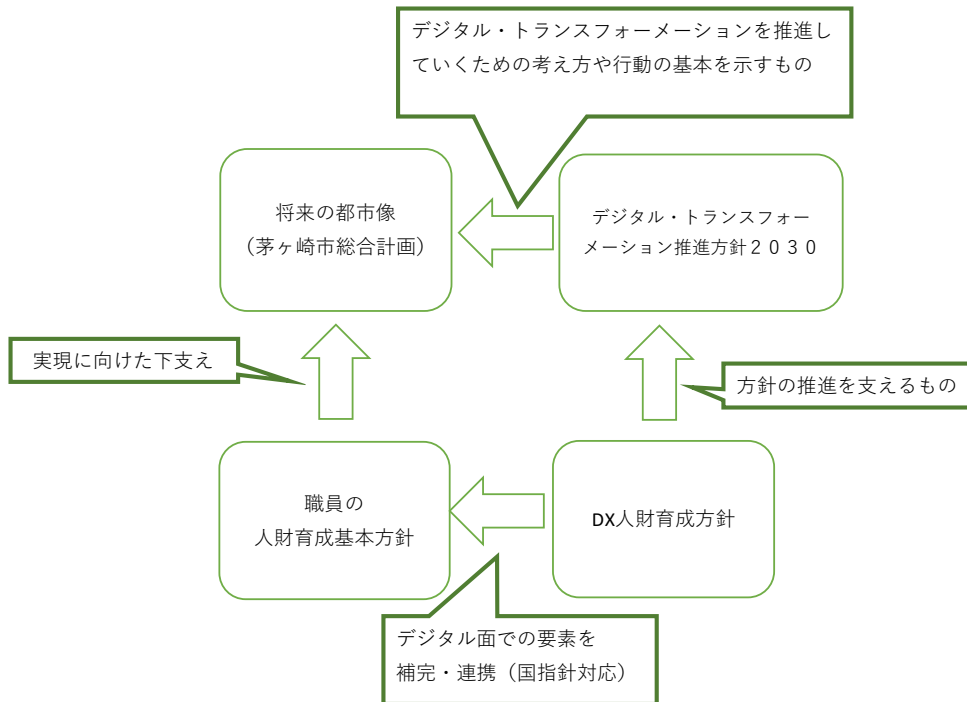 デジタル・トランスフォーメーションを推進し
ていくための考え方や行動の基本を示すもの
将来の都市像
（茅ヶ崎市総合計画）
デジタル・トランスフォー
メーション推進方針２０３０
実現に向けた下支え
方針の推進を支えるもの
職員の
人財育成基本方針
DX人財育成方針
デジタル面での要素を
補完・連携（国指針対応）